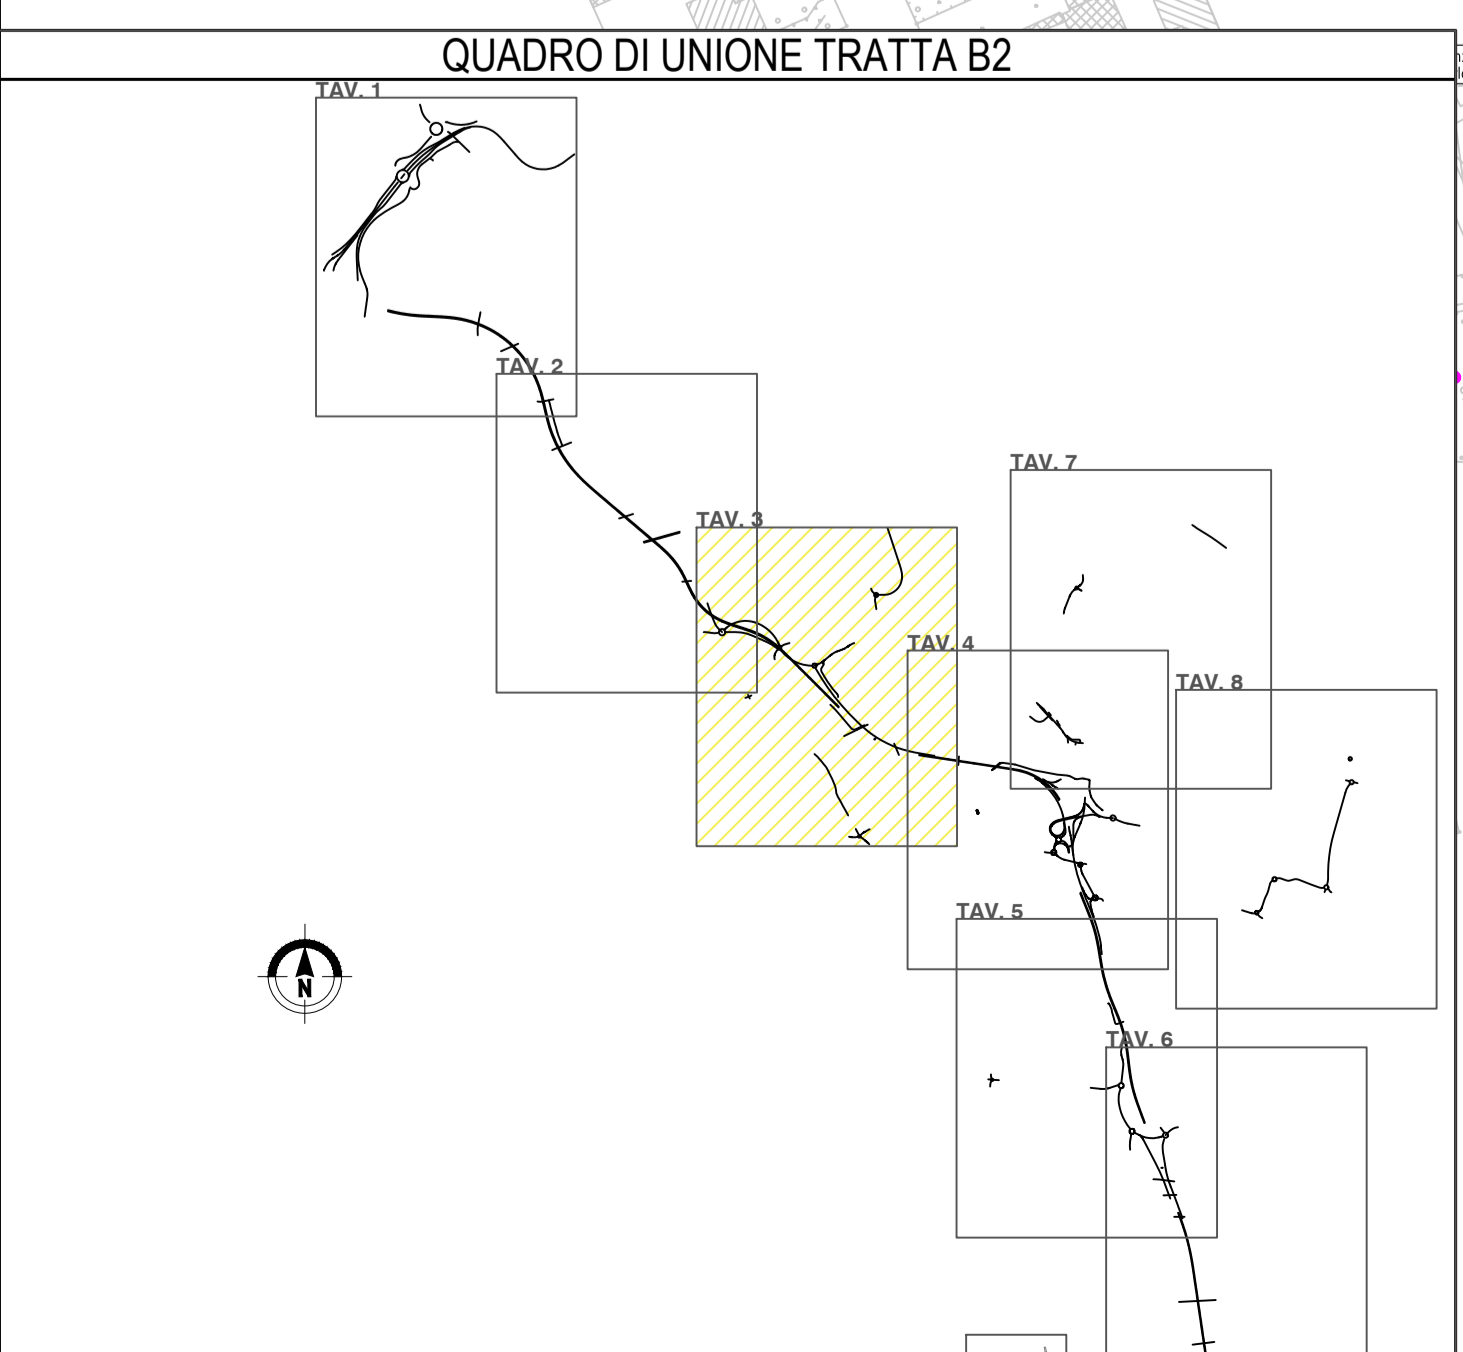 QUADRO DI UNIONE TRATTA B2
TAV. 1
TAV. 2
TAV. 7
TAV. 3
TAV. 4
TAV. 8
TAV. 5
N
TAV. 6